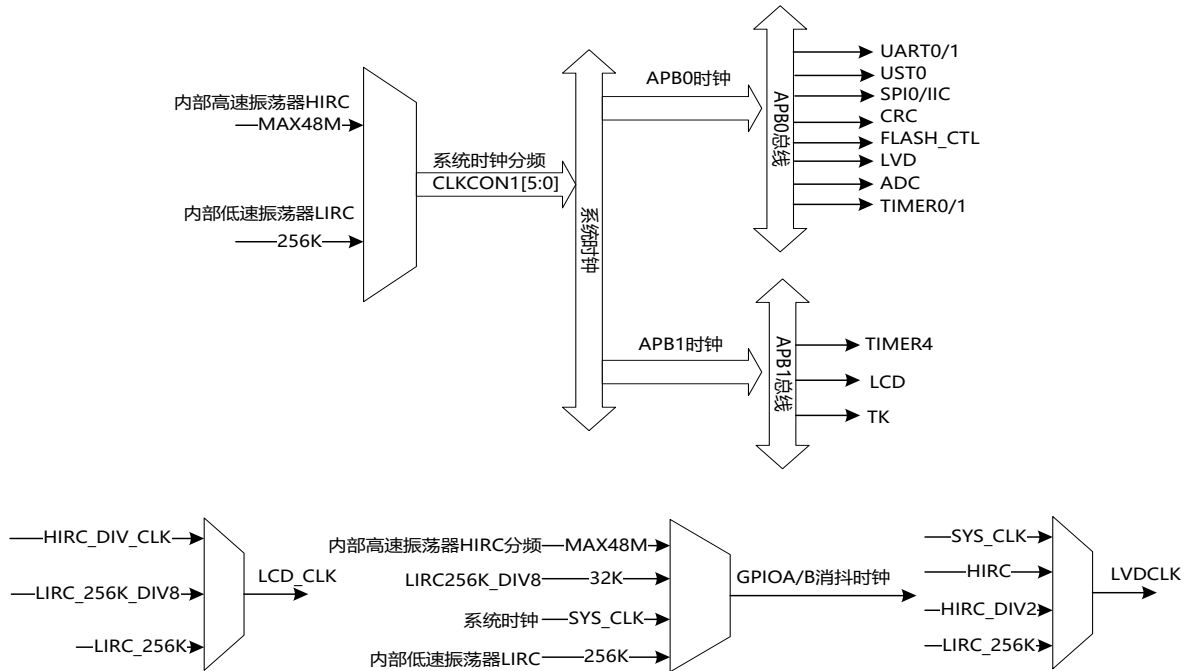 内部高速振荡器HIRC
MAX48M
内部低速振荡器LIRC
256K
系统时钟分频
CLKCON1[5:0]
系统时钟
APB0时钟
APB0总线
UART0/1
UST0
SPI0/IIC
CRC
FLASH_CTL
LVD
ADC
TIMER0/1
APB1时钟
APB1总线
TIMER4
LCD
TK
HIRC_DIV_CLK
LIRC_256K_DIV8
LIRC_256K
LCD_CLK
内部高速振荡器HIRC分频 MAX48M
LIRC256K_DIV8 32K
系统时钟 SYS_CLK
内部低速振荡器LIRC 256K
GPIOA/B消抖时钟
SYS_CLK
HIRC
HIRC_DIV2
LIRC_256K
LVDCLK